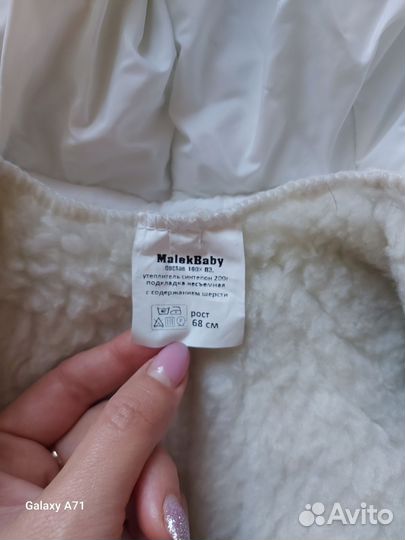 MalekBaby
Состав 100% ПЭ.
утеплитель синтепон 200г
подкладка несъемная
с содержанием шерсти
рост
68 см
Galaxy A71
Avito